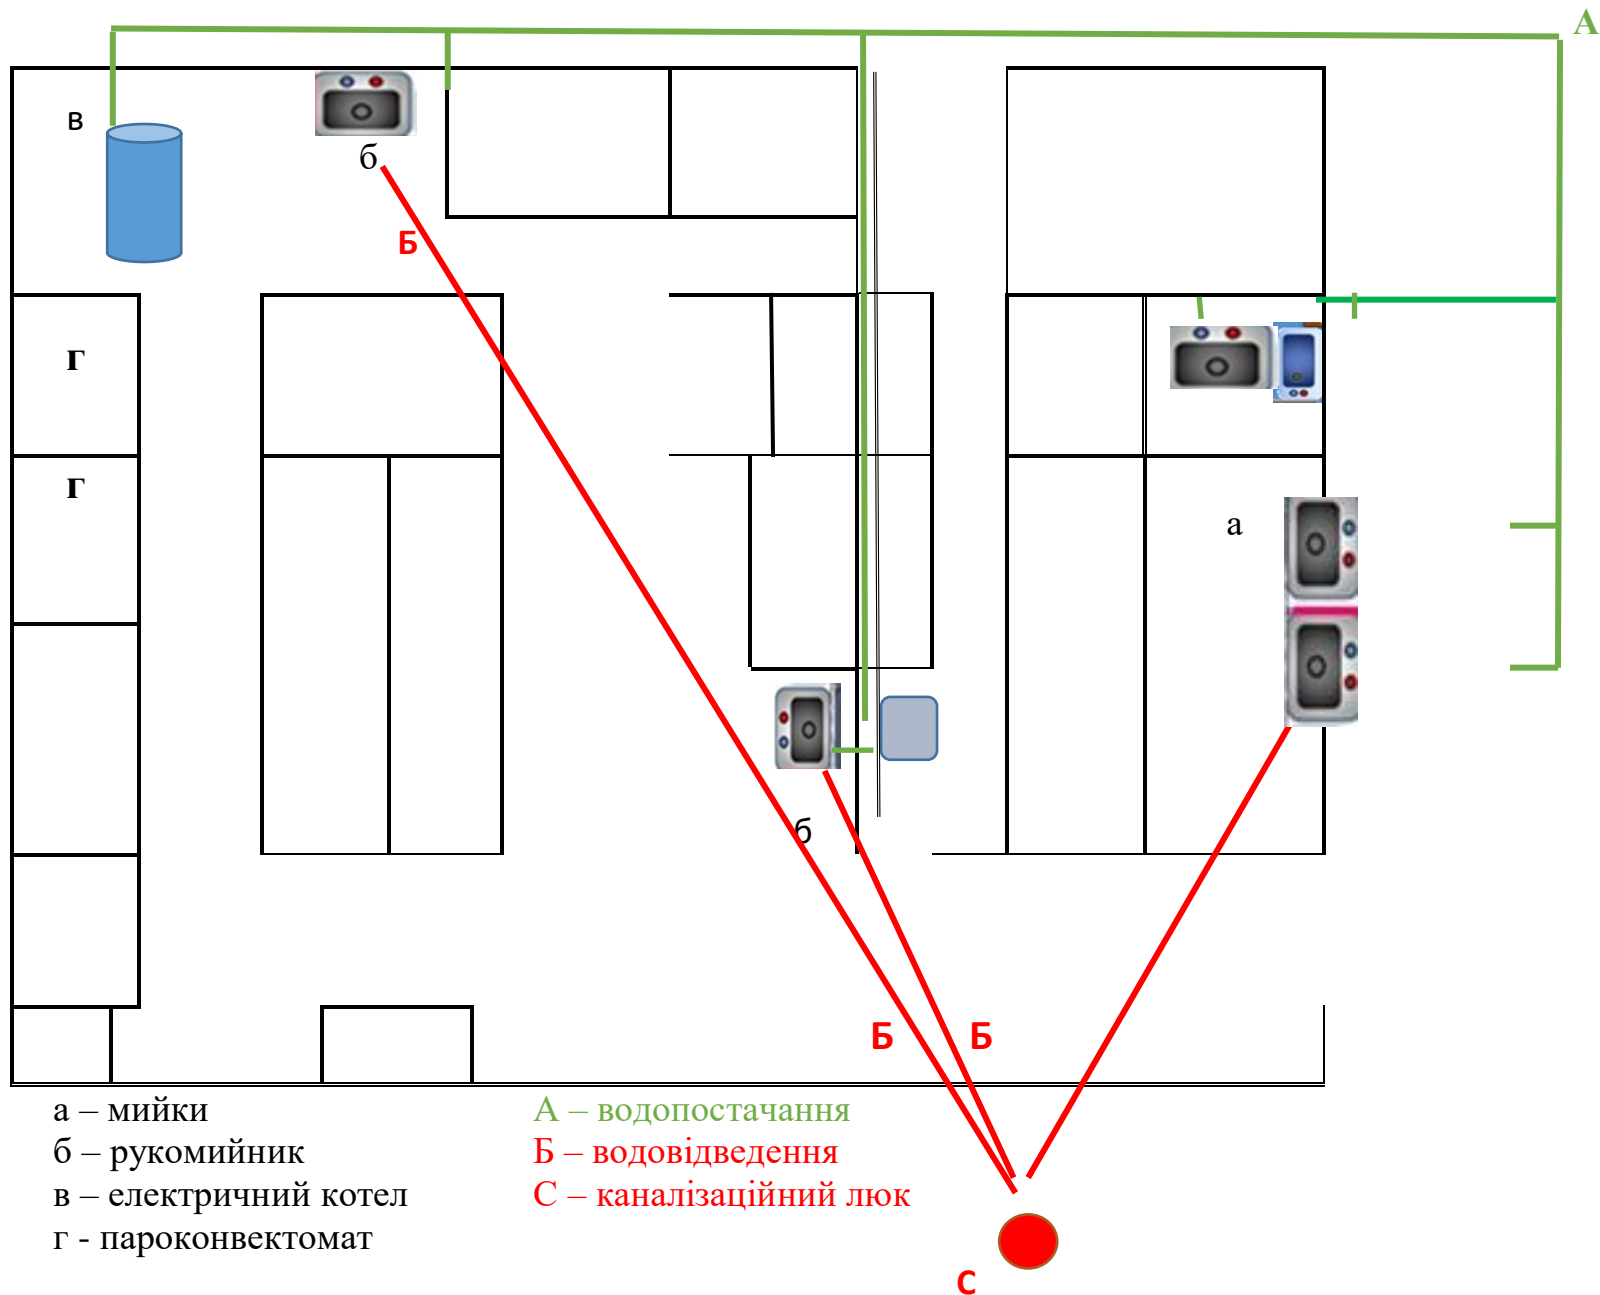 А
в
б
Б
г
г
а
б
Б
Б
а – мийки
б – рукомийник
в – електричний котел
г - пароконвектомат
А – водопостачання
Б – водовідведення
С – каналізаційний люк
С